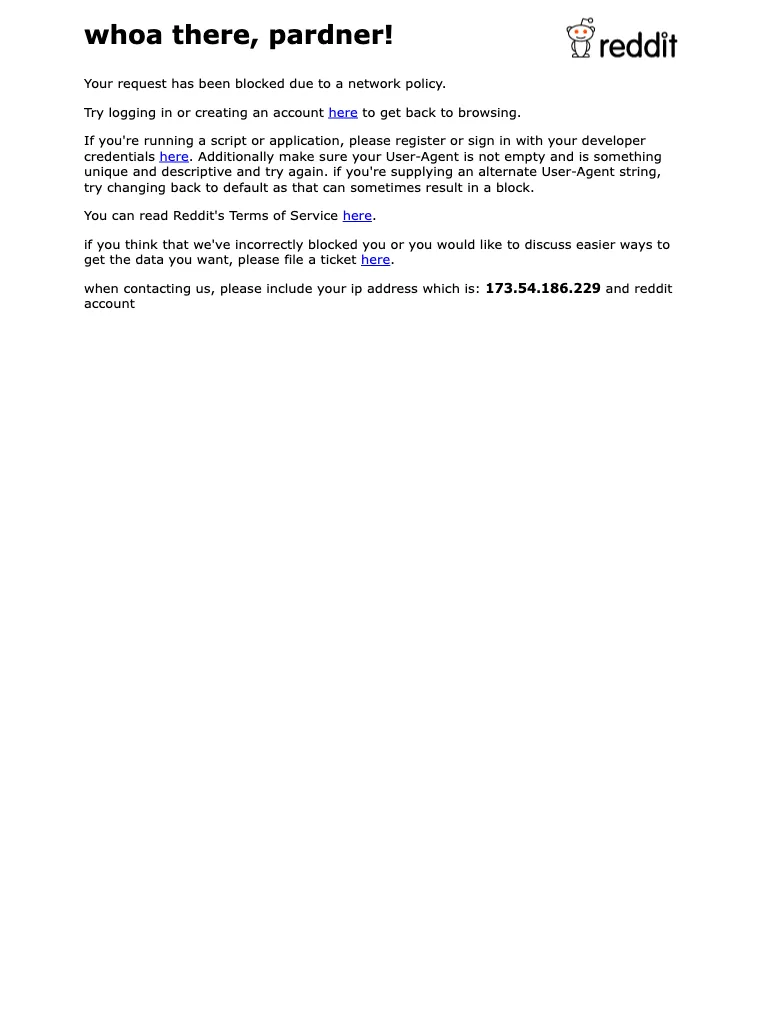 whoa there, pardner!
reddit
Your request has been blocked due to a network policy.
Try logging in or creating an account here to get back to browsing.
If you're running a script or application, please register or sign in with your developer
credentials here. Additionally make sure your User-Agent is not empty and is something
unique and descriptive and try again. if you're supplying an alternate User-Agent string,
try changing back to default as that can sometimes result in a block.
You can read Reddit's Terms of Service here.
if you think that we've incorrectly blocked you or you would like to discuss easier ways to
get the data you want, please file a ticket here.
when contacting us, please include your ip address which is: 173.54.186.229 and reddit
account